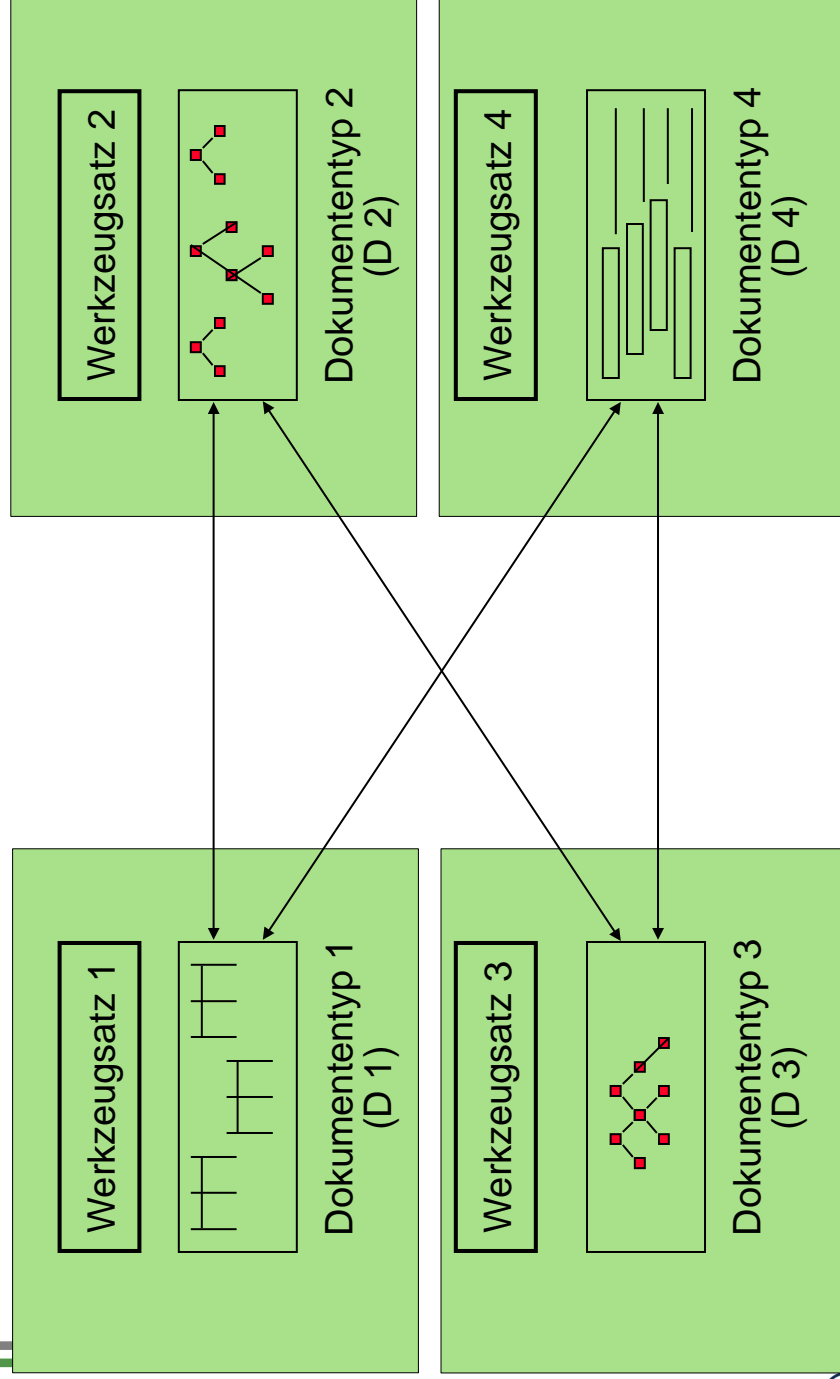 Werkzeugsatz 1
Dokumententyp 1
(D 1)
Werkzeugsatz 2
Dokumententyp 2
(D 2)
Werkzeugsatz 3
Dokumententyp 3
(D 3)
Werkzeugsatz 4
Dokumententyp 4
(D 4)